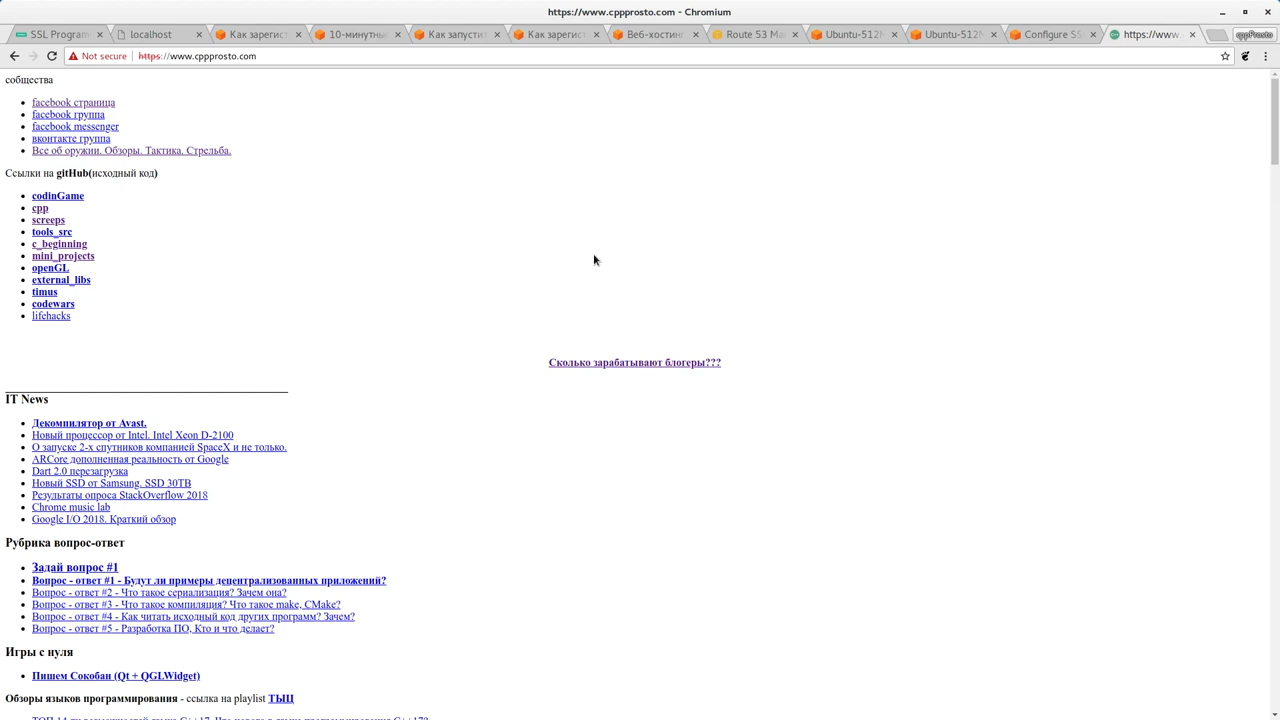 https://www.cppprosto.com - Chromium
SSL Program
localhost
Как зарегист
10-минутны
Как запустит
Как зарегист
Веб-хостинг
Route 53 Ma
Ubuntu-512M
Ubuntu-512M
Configure SS
https://www.
cppProsto
Not secure https://www.cppprosto.com
собщества
facebook страница
facebook группа
facebook messenger
вконтакте группа
Все об оружии. Обзоры. Тактика. Стрельба.
Ссылки на gitHub(исходный код)
codinGame
cpp
screeps
tools_src
c_beginning
mini_projects
openGL
external_libs
timus
codewars
lifehacks
Сколько зарабатывают блогеры???
IT News
Декомпилятор от Avast.
Новый процессор от Intel. Intel Xeon D-2100
О запуске 2-х спутников компанией SpaceX и не только.
ARCore дополненная реальность от Google
Dart 2.0 перезагрузка
Новый SSD от Samsung. SSD 30TB
Результаты опроса StackOverflow 2018
Chrome music lab
Google I/O 2018. Краткий обзор
Рубрика вопрос-ответ
Задай вопрос #1
Вопрос - ответ #1 - Будут ли примеры децентрализованных приложений?
Вопрос - ответ #2 - Что такое сериализация? Зачем она?
Вопрос - ответ #3 - Что такое компиляция? Что такое make, CMake?
Вопрос - ответ #4 - Как читать исходный код других программ? Зачем?
Вопрос - ответ #5 - Разработка ПО, Кто и что делает?
Игры с нуля
Пишем Сокобан (Qt + QGLWidget)
Обзоры языков программирования - ссылка на playlist ТЫЦ